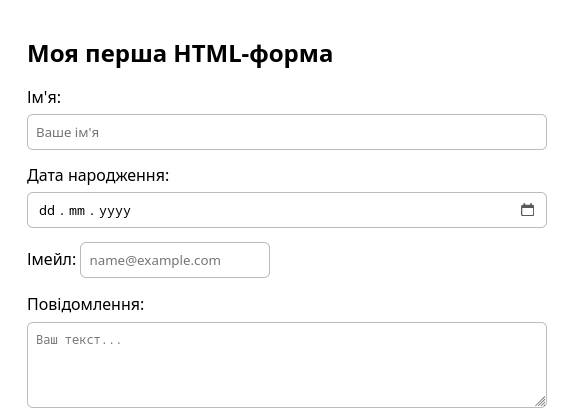 Моя перша HTML-форма
Ім'я:
Ваше ім'я
Дата народження:
dd . mm . yyyy
Імейл: name@example.com
Повідомлення:
Ваш текст...